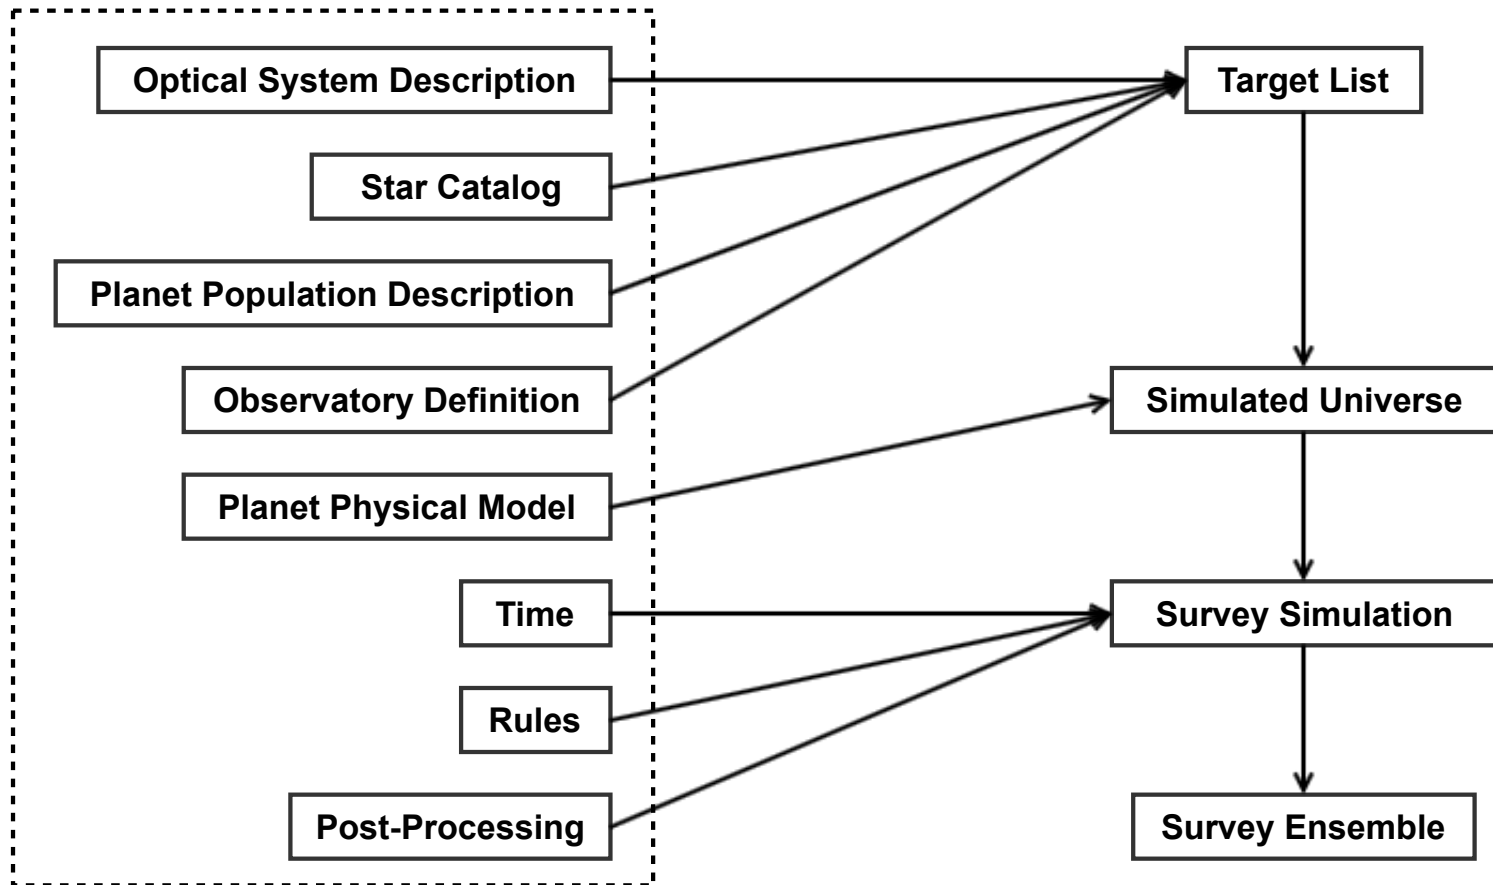 Optical System Description
Target List
Star Catalog
Planet Population Description
Observatory Definition
Simulated Universe
Planet Physical Model
Time
Survey Simulation
Rules
Post-Processing
Survey Ensemble